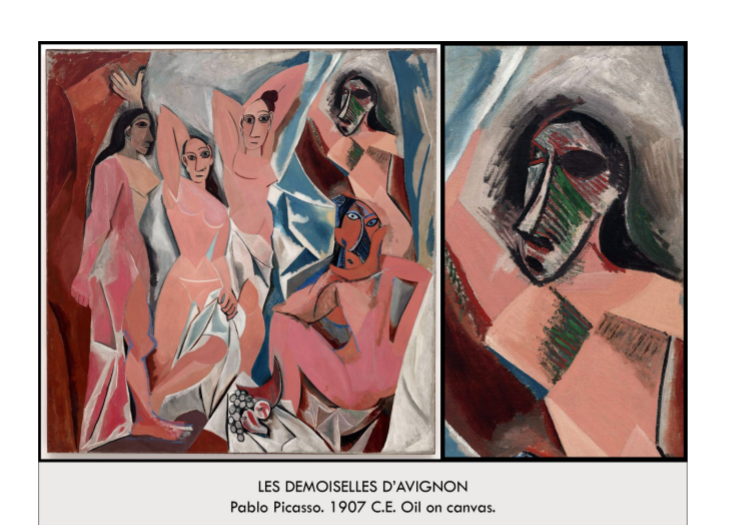 LES DEMOISELLES D'AVIGNON
Pablo Picasso. 1907 C.E. Oil on canvas.